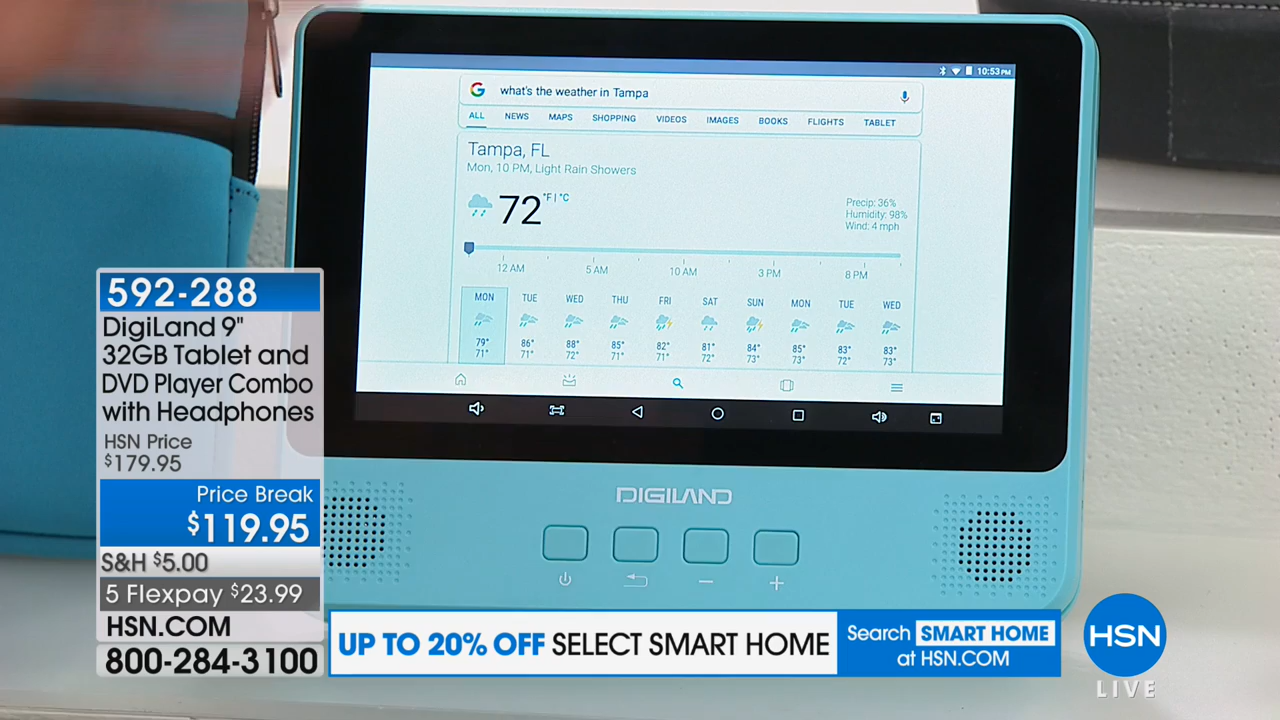 10:53PM
G what's the weather in Tampa
ALL NEWS MAPS SHOPPING VIDEOS IMAGES BOOKS FLIGHTS TABLET
Tampa, FL
Mon, 10 PM, Light Rain Showers
72 °F | °C
Precip: 36%
Humidity: 98%
Wind: 4 mph
12 AM 5 AM 10 AM 3 PM 8 PM
MON TUE WED THU FRI SAT SUN MON TUE WED
79° 86° 88° 85° 82° 81° 84° 85° 83° 83°
71° 71° 72° 71° 71° 72° 73° 73° 72° 73°
DIGILAND
592-288
DigiLand 9"
32GB Tablet and
DVD Player Combo
with Headphones
HSN Price
$179.95
Price Break
$119.95
S&H $5.00
5 Flexpay $23.99
HSN.COM
800-284-3100
UP TO 20% OFF SELECT SMART HOME
Search SMART HOME
at HSN.COM
HSN
LIVE